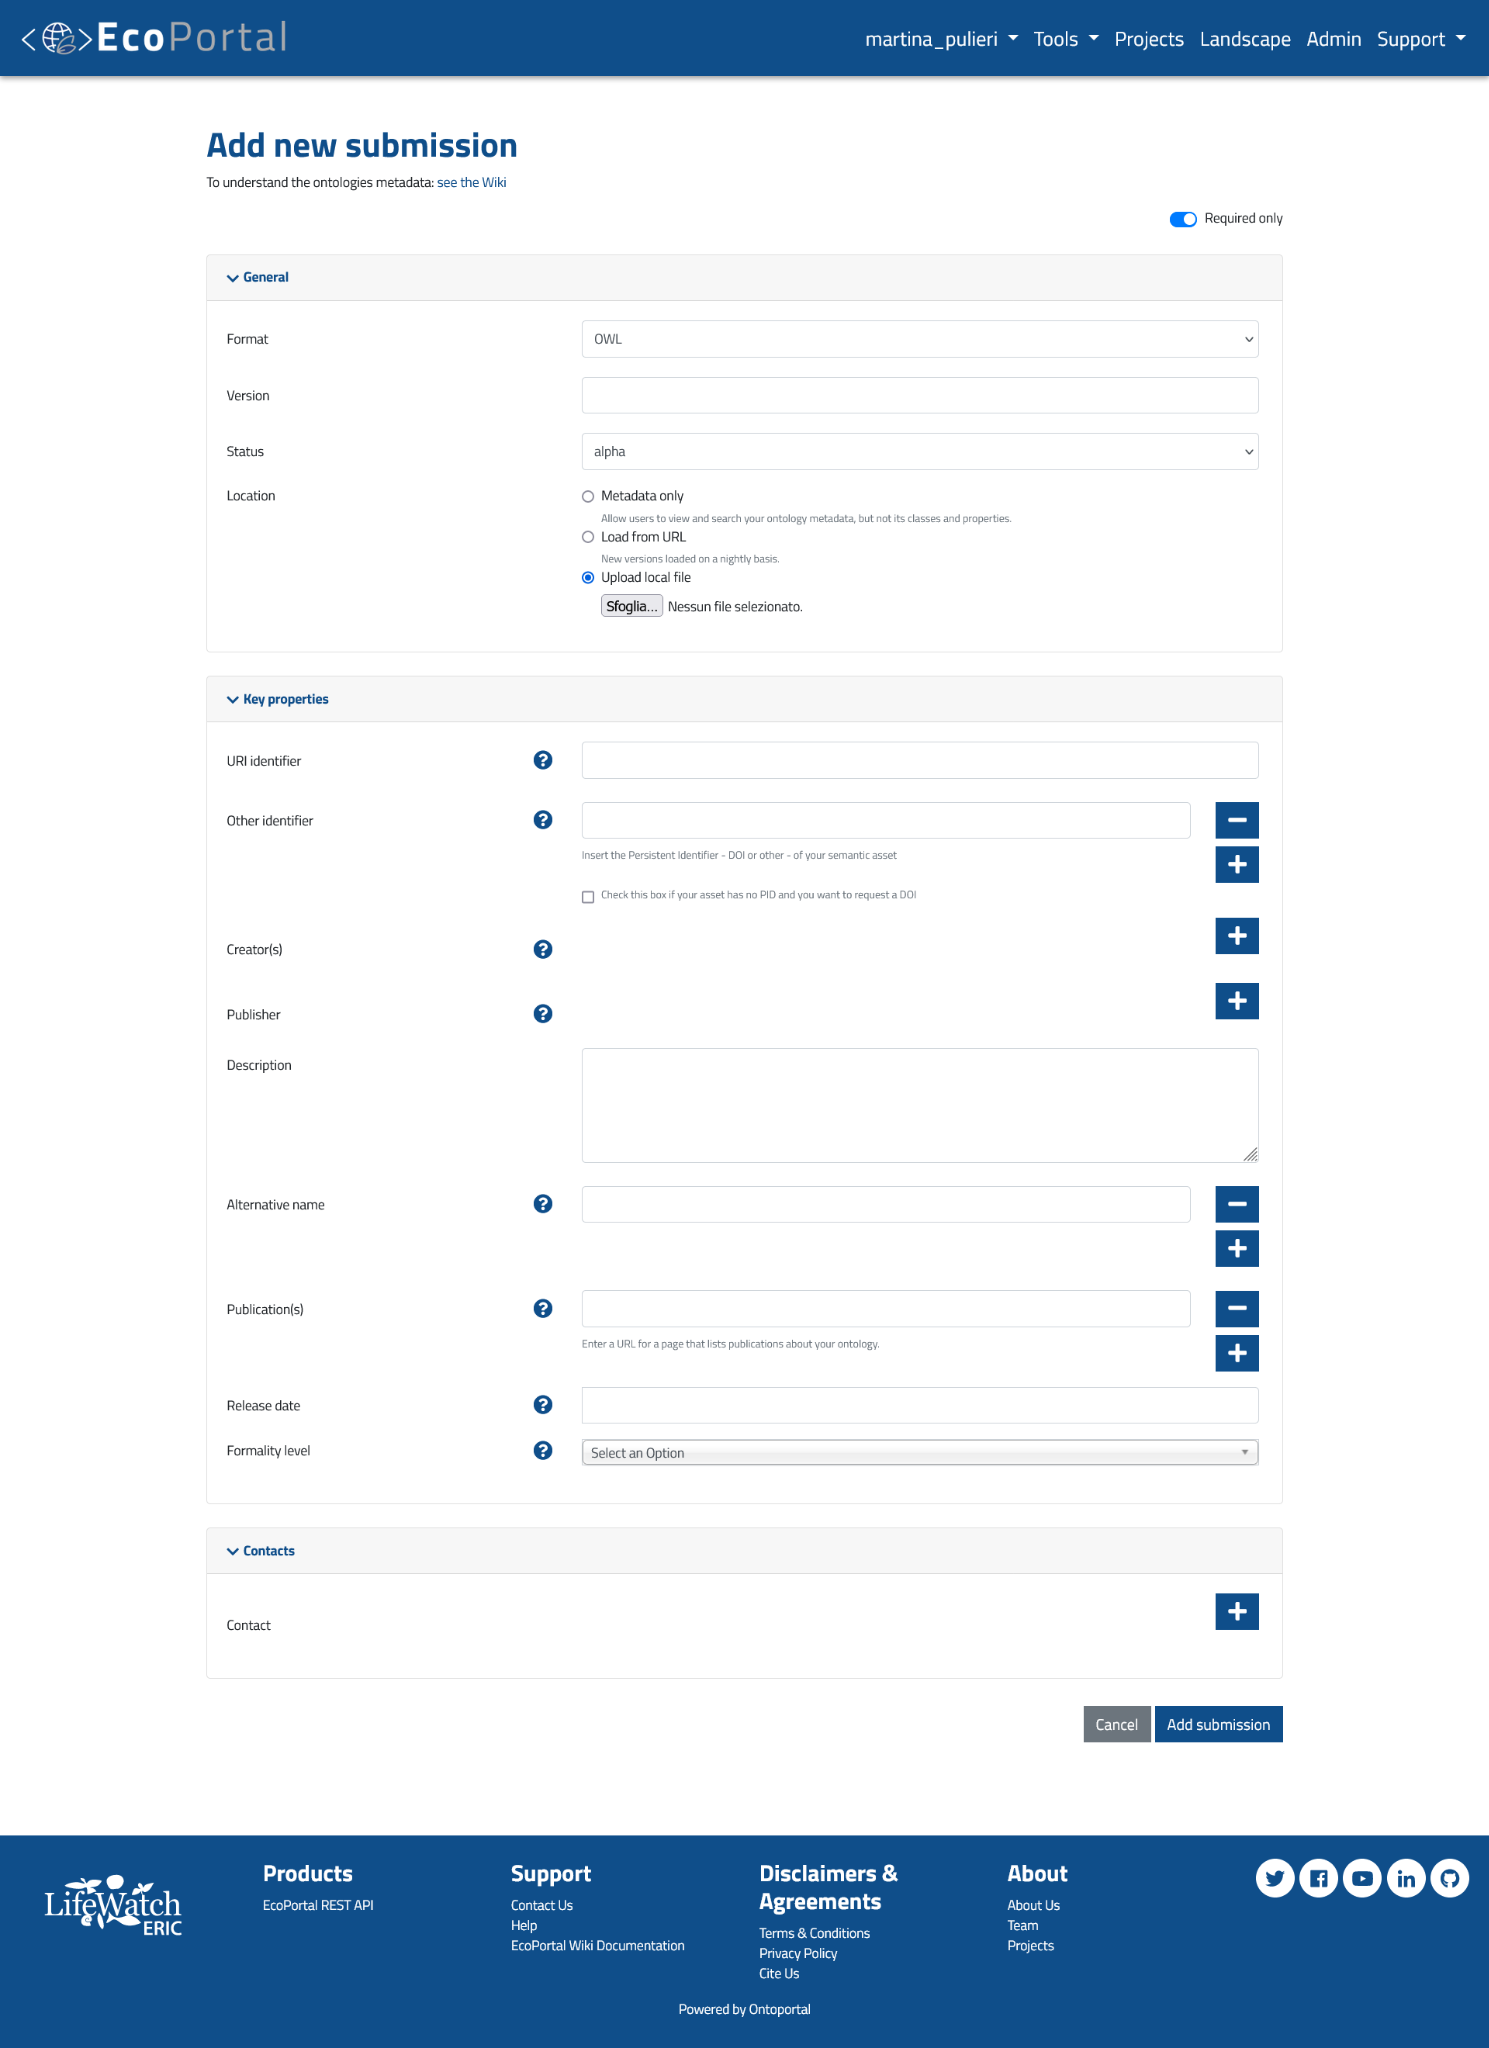 EcoPortal
martina_pulieri Tools Projects Landscape Admin Support
Add new submission
To understand the ontologies metadata: see the Wiki
Required only
General
Format OWL
Version
Status alpha
Location Metadata only
Allow users to view and search your ontology metadata, but not its classes and properties.
Load from URL
New versions loaded on a nightly basis.
Upload local file
Sfoglia... Nessun file selezionato.
Key properties
URI identifier
Other identifier
Insert the Persistent Identifier - DOI or other - of your semantic asset
Check this box if your asset has no PID and you want to request a DOI
Creator(s)
Publisher
Description
Alternative name
Publication(s)
Enter a URL for a page that lists publications about your ontology.
Release date
Formality level Select an Option
Contacts
Contact
Cancel Add submission
LifeWatch
ERIC
Products
EcoPortal REST API
Support
Contact Us
Help
EcoPortal Wiki Documentation
Disclaimers &
Agreements
Terms & Conditions
Privacy Policy
Cite Us
About
About Us
Team
Projects
Powered by Ontoportal